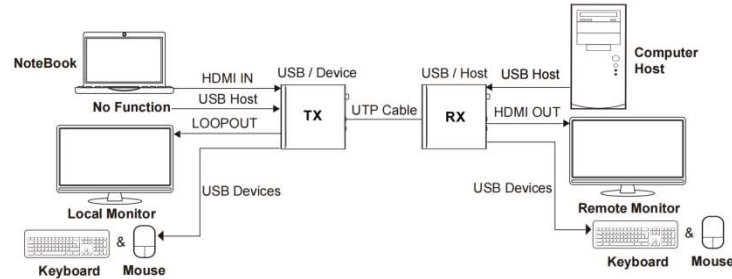 NoteBook
HDMI IN
No Function
USB Host
LOOPOUT
USB / Device
TX
UTP Cable
USB / Host
RX
USB Host
Computer
Host
HDMI OUT
USB Devices
Local Monitor
&
Keyboard
Mouse
USB Devices
Remote Monitor
&
Keyboard
Mouse